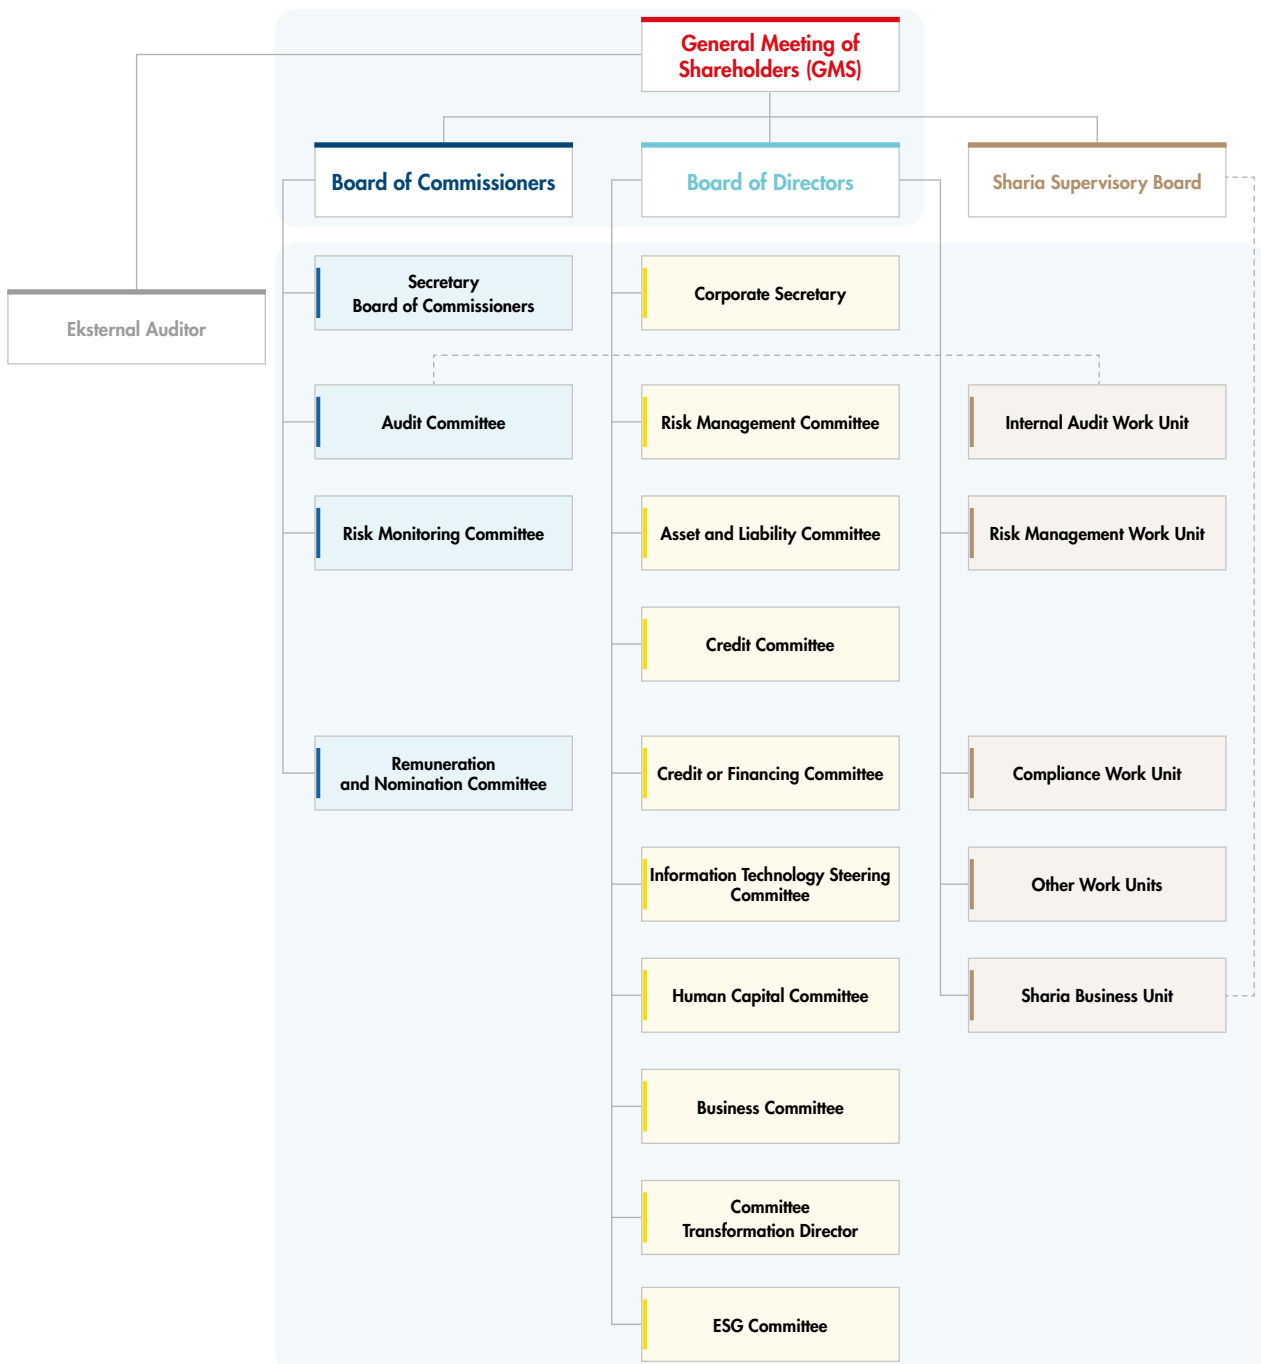 General Meeting of
Shareholders (GMS)
Board of Commissioners
Board of Directors
Sharia Supervisory Board
Eksternal Auditor
Secretary
Board of Commissioners
Corporate Secretary
Audit Committee
Risk Management Committee
Internal Audit Work Unit
Risk Monitoring Committee
Asset and Liability Committee
Risk Management Work Unit
Credit Committee
Remuneration
and Nomination Committee
Credit or Financing Committee
Compliance Work Unit
Information Technology Steering
Committee
Other Work Units
Human Capital Committee
Sharia Business Unit
Business Committee
Committee
Transformation Director
ESG Committee